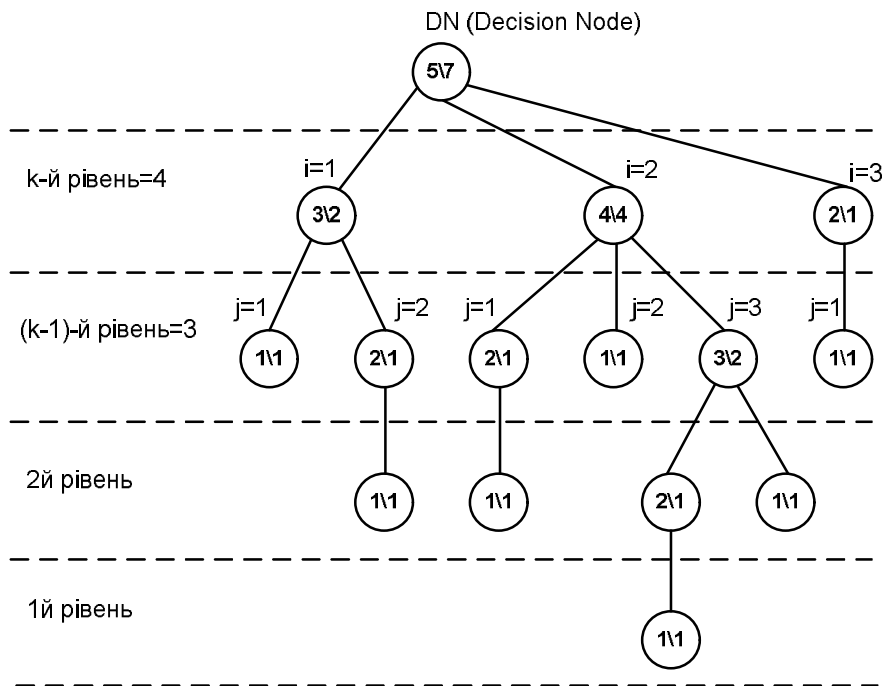 DN (Decision Node)
5\7
k-й рівень=4
i=1
i=2
i=3
3\2
4\4
2\1
(k-1)-й рівень=3
j=1
j=2
j=1
j=2
j=3
j=1
1\1
2\1
2\1
1\1
3\2
1\1
2й рівень
1\1
1\1
2\1
1\1
1й рівень
1\1